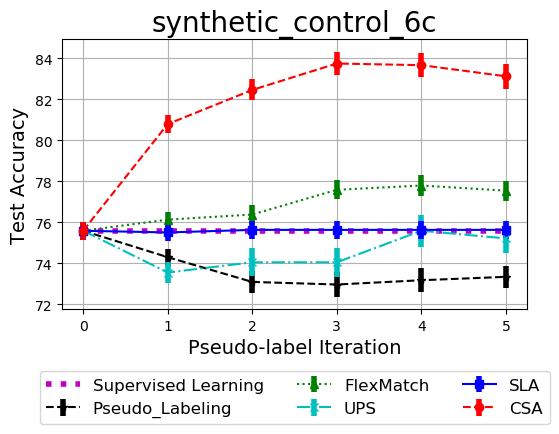 synthetic_control_6c
84
82
80
78
76
74
72
Test Accuracy
0 1 2 3 4 5
Pseudo-label Iteration
Supervised Learning FlexMatch SLA
Pseudo_Labeling UPS CSA